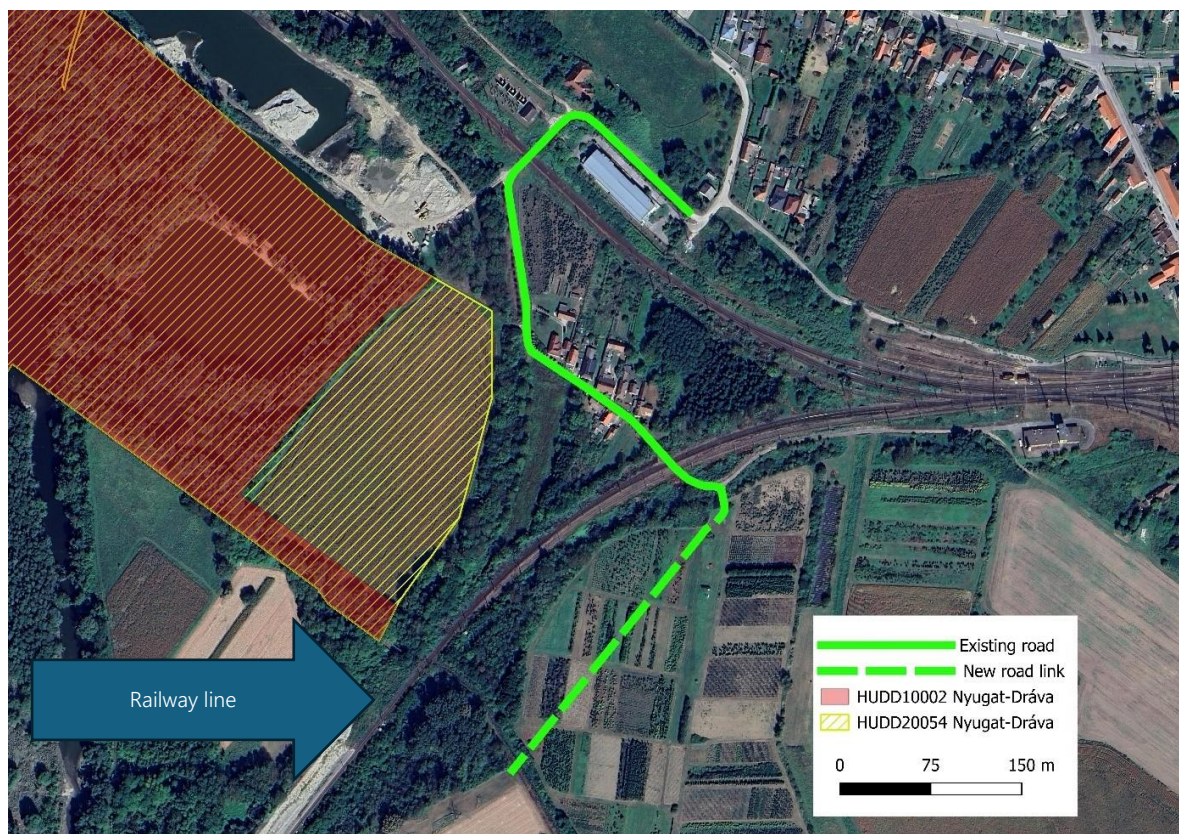 Railway line
Existing road
New road link
HUDD10002 Nyugat-Dráva
HUDD20054 Nyugat-Dráva
0 75 150 m